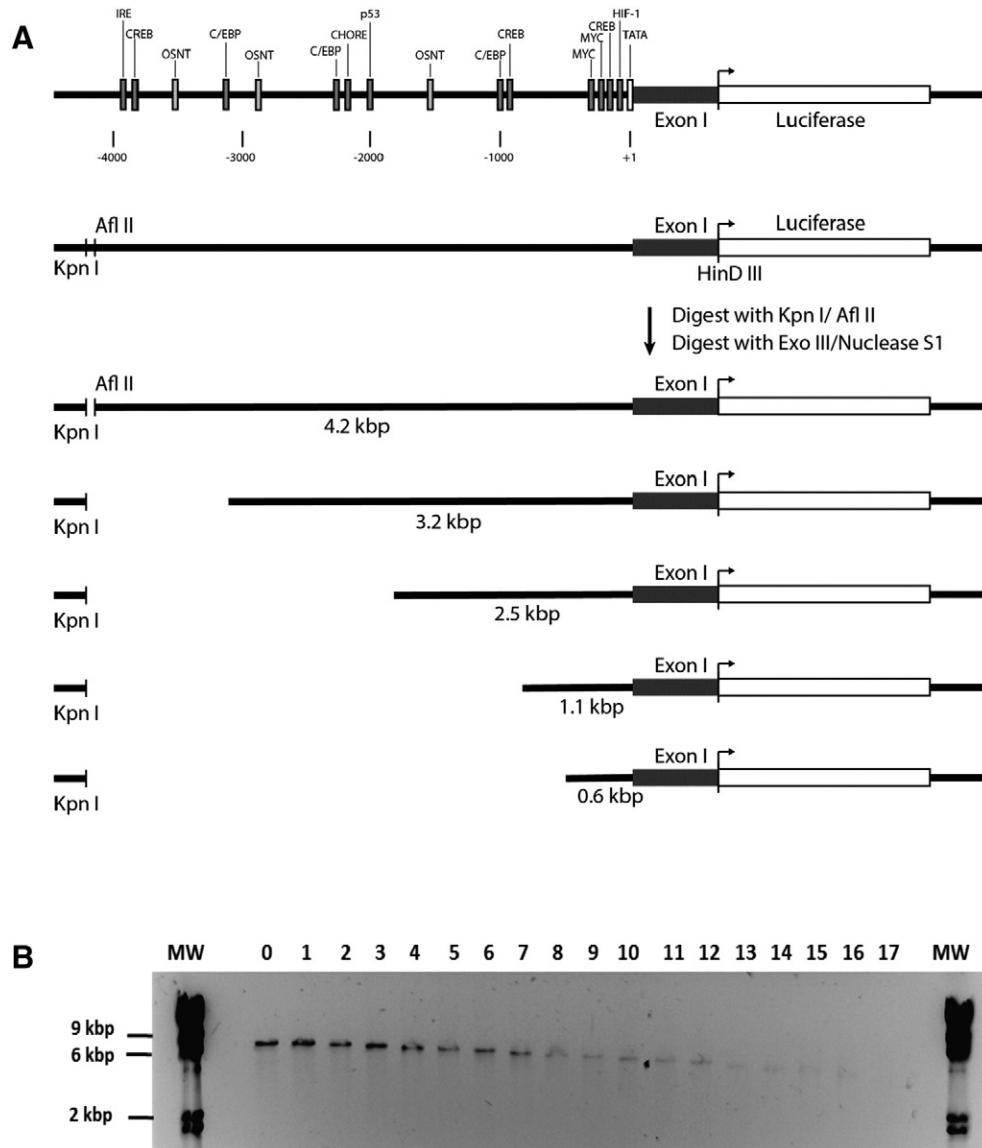 A
IRE
CREB
OSNT
C/EBP
OSNT
C/EBP
CHORE
p53
OSNT
C/EBP
CREB
MYC
MYC
CREB
HIF-1
TATA
Exon I
Luciferase
-4000
-3000
-2000
-1000
+1
Afl II
Exon I
Luciferase
Kpn I
HinD III
Digest with Kpn I/ Afl II
Digest with Exo III/Nuclease S1
Afl II
Exon I
Kpn I
4.2 kbp
Exon I
Kpn I
3.2 kbp
Exon I
Kpn I
2.5 kbp
Exon I
Kpn I
1.1 kbp
Exon I
Kpn I
0.6 kbp
B
MW 0 1 2 3 4 5 6 7 8 9 10 11 12 13 14 15 16 17 MW
9 kbp
6 kbp
2 kbp